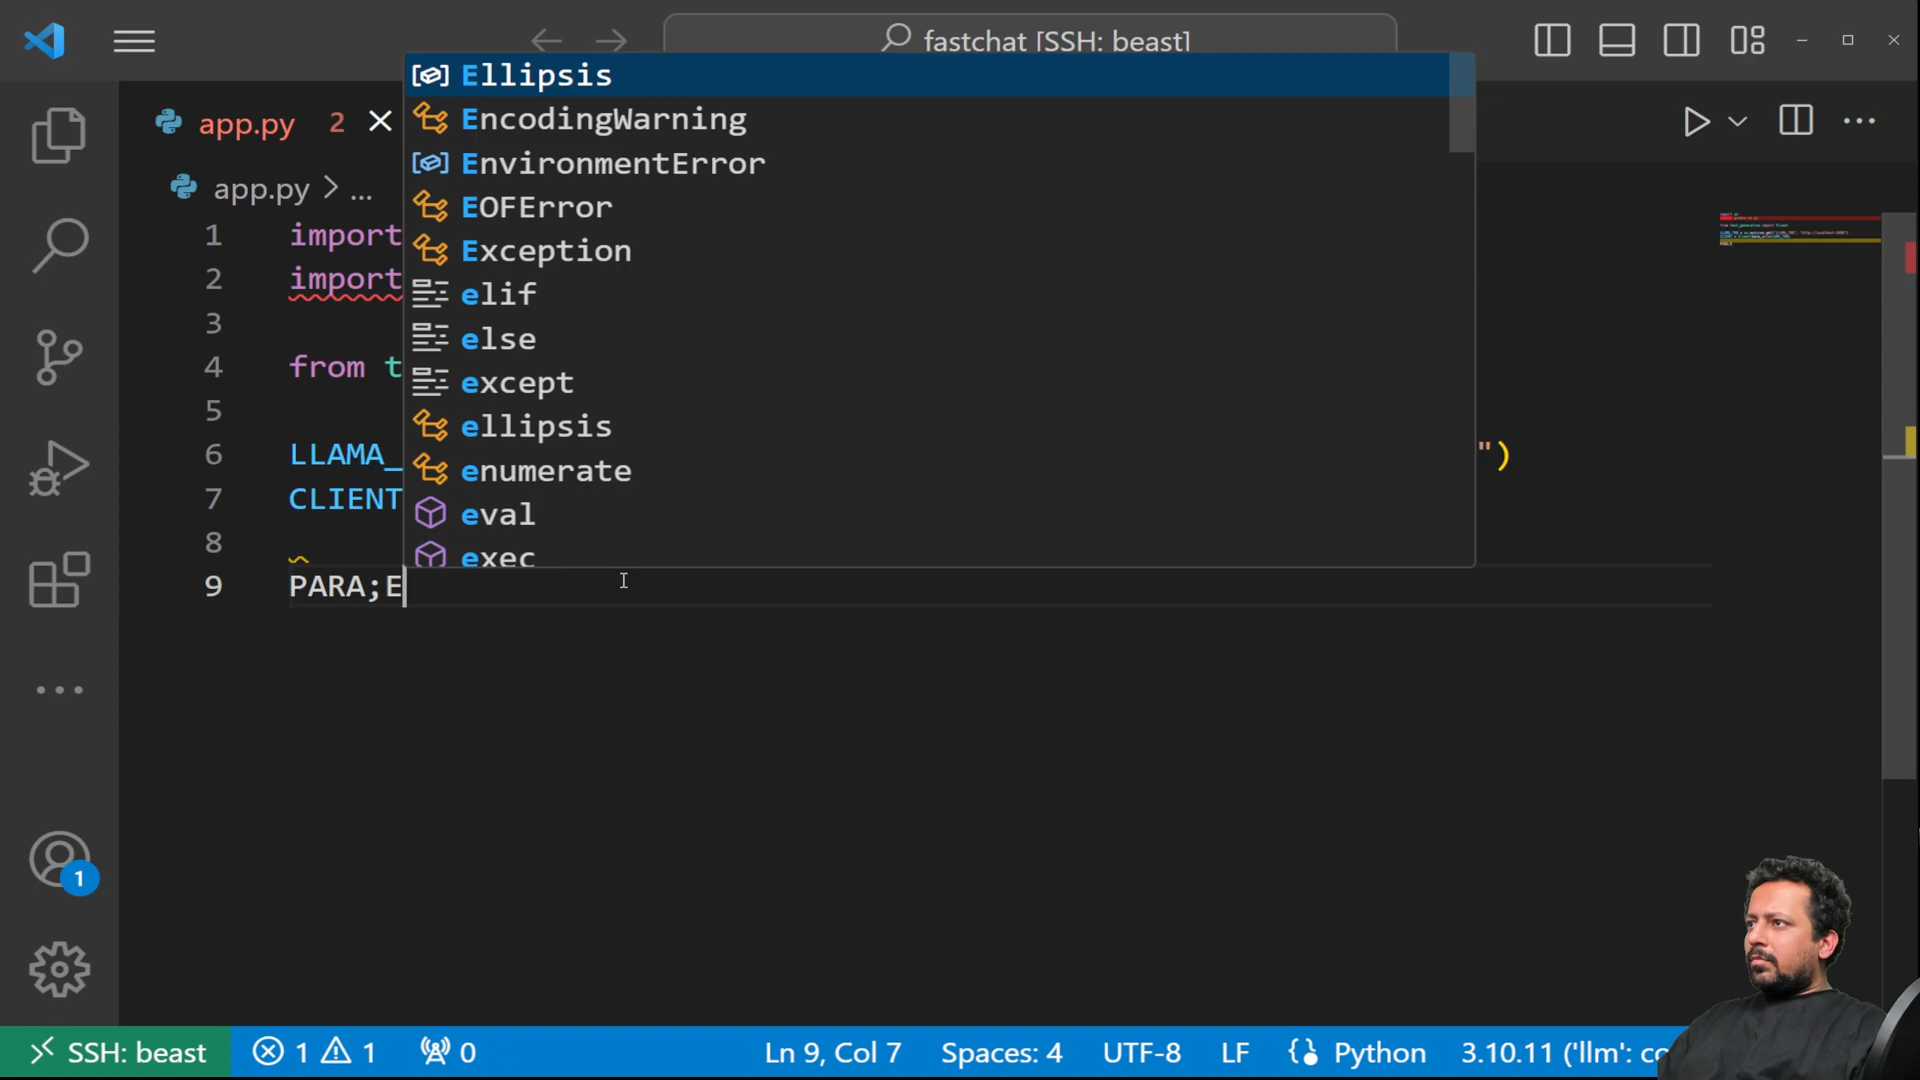 fastchat [SSH: beast]
app.py 2
app.py > ...
1 import
2 import
3
4 from t
5
6 LLAMA_ ")
7 CLIENT
8
9 PARA;E
Ellipsis
EncodingWarning
EnvironmentError
EOFError
Exception
elif
else
except
ellipsis
enumerate
eval
exec
1
SSH: beast
1 1 0
Ln 9, Col 7
Spaces: 4
UTF-8
LF
Python
3.10.11 ('llm': co